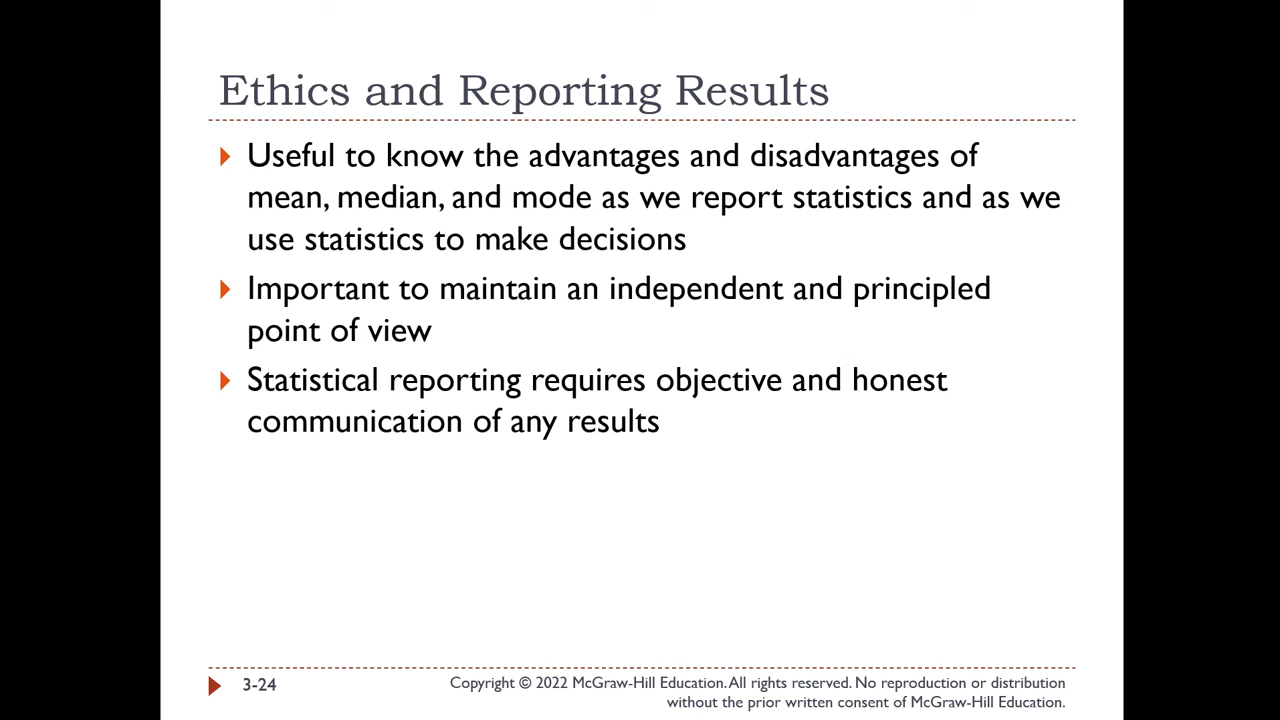 Ethics and Reporting Results
Useful to know the advantages and disadvantages of
mean, median, and mode as we report statistics and as we
use statistics to make decisions
Important to maintain an independent and principled
point of view
Statistical reporting requires objective and honest
communication of any results
3-24
Copyright © 2022 McGraw-Hill Education. All rights reserved. No reproduction or distribution
without the prior written consent of McGraw-Hill Education.